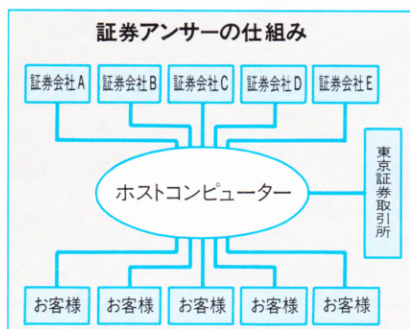 証券アンサーの仕組み
証券会社A
証券会社B
証券会社C
証券会社D
証券会社E
ホストコンピューター
東京証券取引所
お客様
お客様
お客様
お客様
お客様